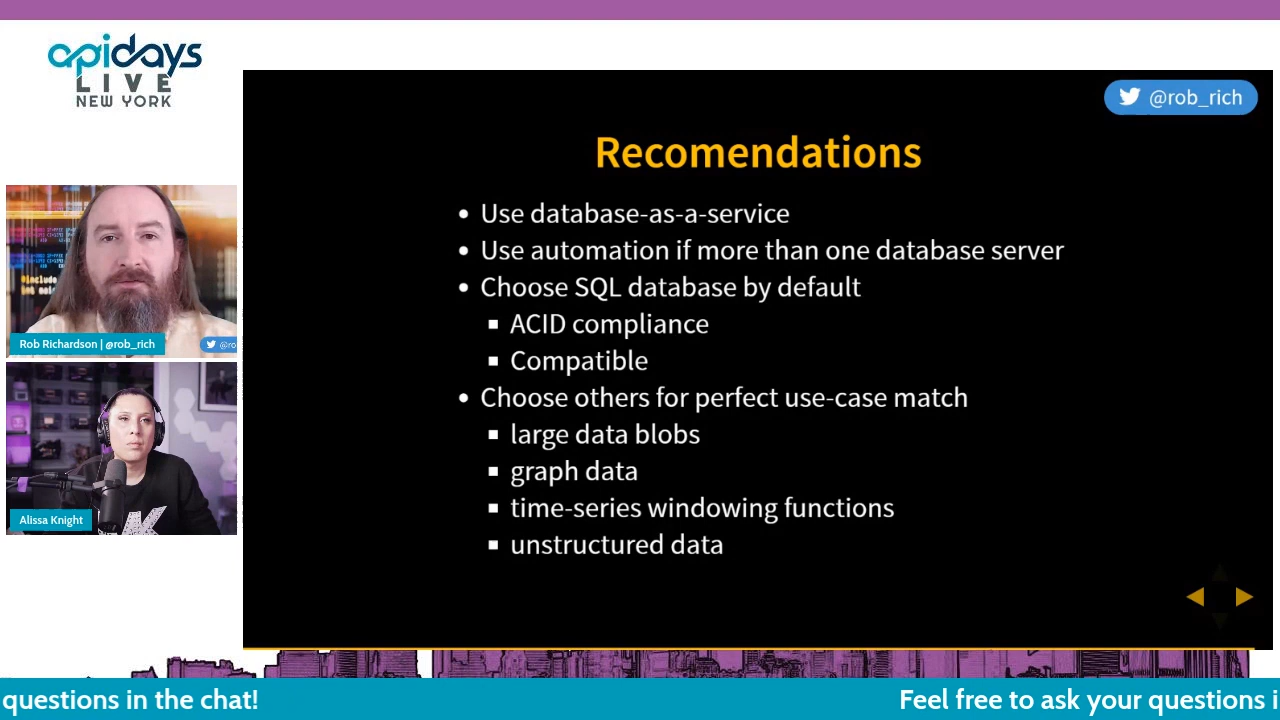 apidays
LIVE
NEW YORK
@rob_rich
Recomendations
• Use database-as-a-service
• Use automation if more than one database server
• Choose SQL database by default
▪ ACID compliance
▪ Compatible
• Choose others for perfect use-case match
▪ large data blobs
▪ graph data
▪ time-series windowing functions
▪ unstructured data
#include
Rob Richardson | @rob_rich
@ro
Alissa Knight
questions in the chat!
Feel free to ask your questions i